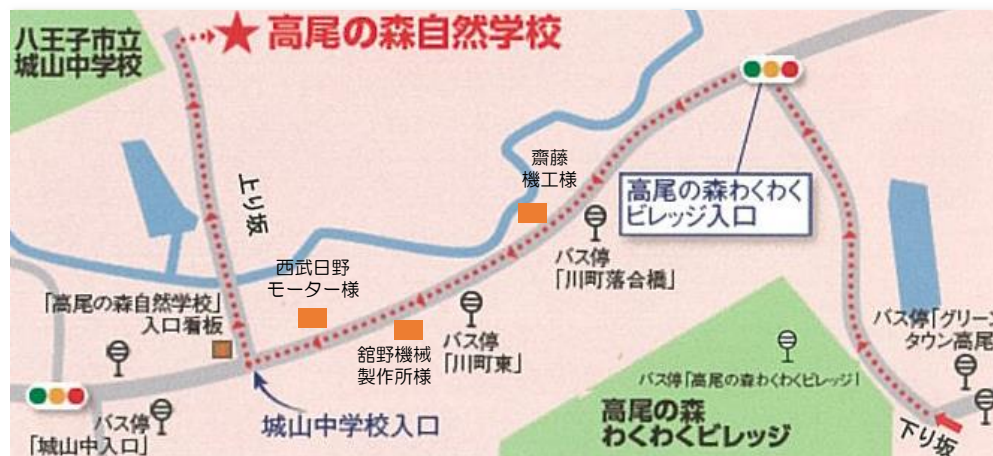 八王子市立
城山中学校
★高尾の森自然学校
上り坂
齋藤
機工様
高尾の森わくわく
ビレッジ入口
バス停
「川町落合橋」
西武日野
モーター様
「高尾の森自然学校」
入口看板
舘野機械
製作所様
バス停
「川町東」
バス停「グリーン
タウン高尾
バス停「高尾の森わくわくビレッジ」
高尾の森
わくわくビレッジ
下り坂
城山中学校入口
バス停
「城山中入口」